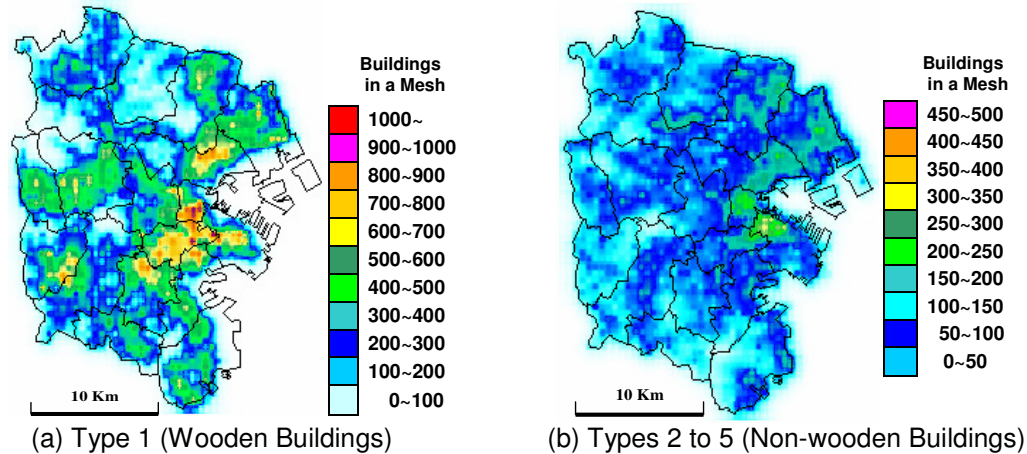 Buildings
in a Mesh
1000~
900~1000
800~900
700~800
600~700
500~600
400~500
300~400
200~300
100~200
0~100
10 Km
(a) Type 1 (Wooden Buildings)
Buildings
in a Mesh
450~500
400~450
350~400
300~350
250~300
200~250
150~200
100~150
50~100
0~50
10 Km
(b) Types 2 to 5 (Non-wooden Buildings)